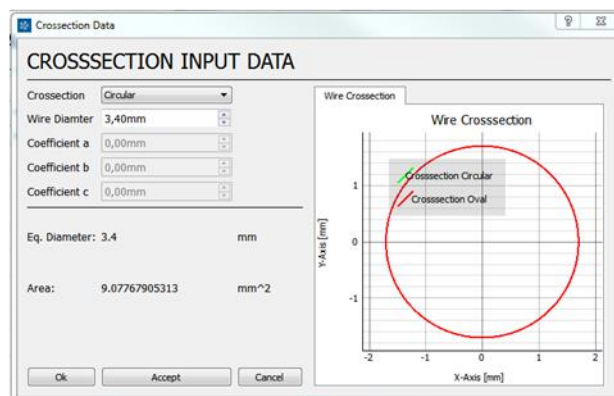 Crossection Data
CROSSSECTION INPUT DATA
Crossection Circular
Wire Diamter 3,40mm
Coefficient a 0,00mm
Coefficient b 0,00mm
Coefficient c 0,00mm
Eq. Diameter: 3.4 mm
Area: 9.07767905313 mm^2
Ok Accept Cancel
Wire Crossection
Wire Crosssection
Crosssection Circular
Crosssection Oval
Y-Axis [mm]
1
0
-1
-2 -1 0 1 2
X-Axis [mm]